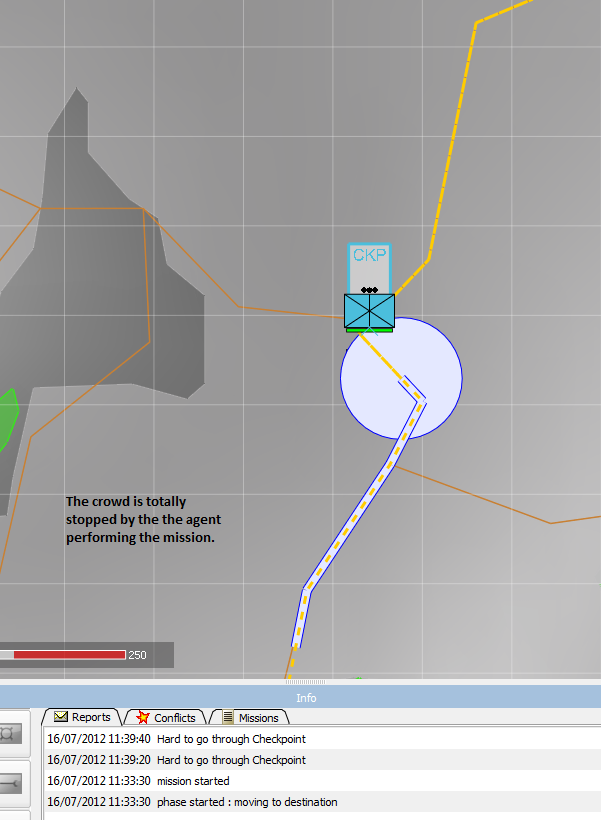 CKP
The crowd is totally
stopped by the the agent
performing the mission.
250
Info
Reports Conflicts Missions
16/07/2012 11:39:40 Hard to go through Checkpoint
16/07/2012 11:39:20 Hard to go through Checkpoint
16/07/2012 11:33:30 mission started
16/07/2012 11:33:30 phase started : moving to destination